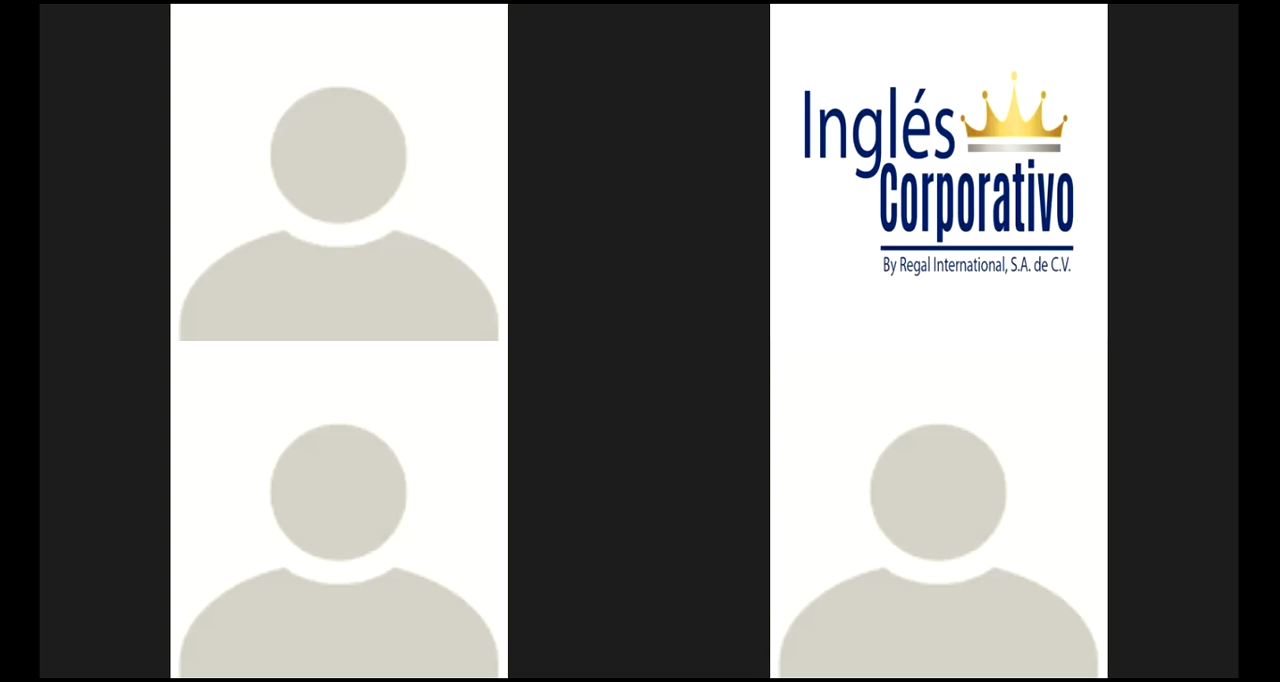 Inglés
Corporativo
By Regal International, S.A. de C.V.